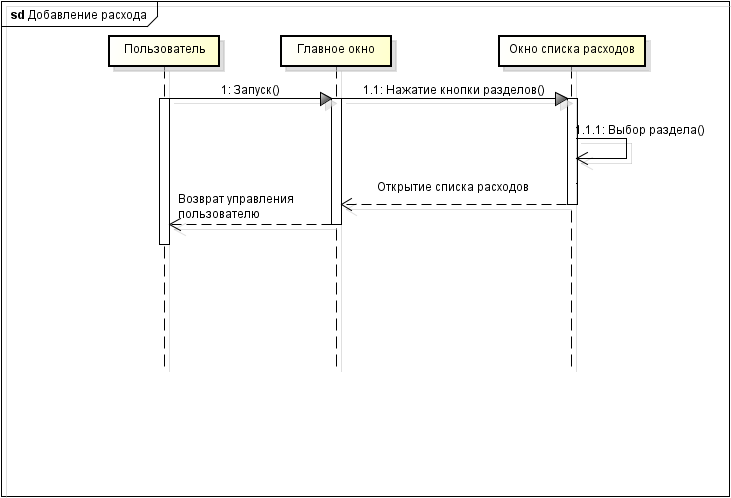 sd Добавление расхода
Пользователь
Главное окно
Окно списка расходов
1: Запуск()
1.1: Нажатие кнопки разделов()
1.1.1: Выбор раздела()
Открытие списка расходов
Возврат управления
пользователю